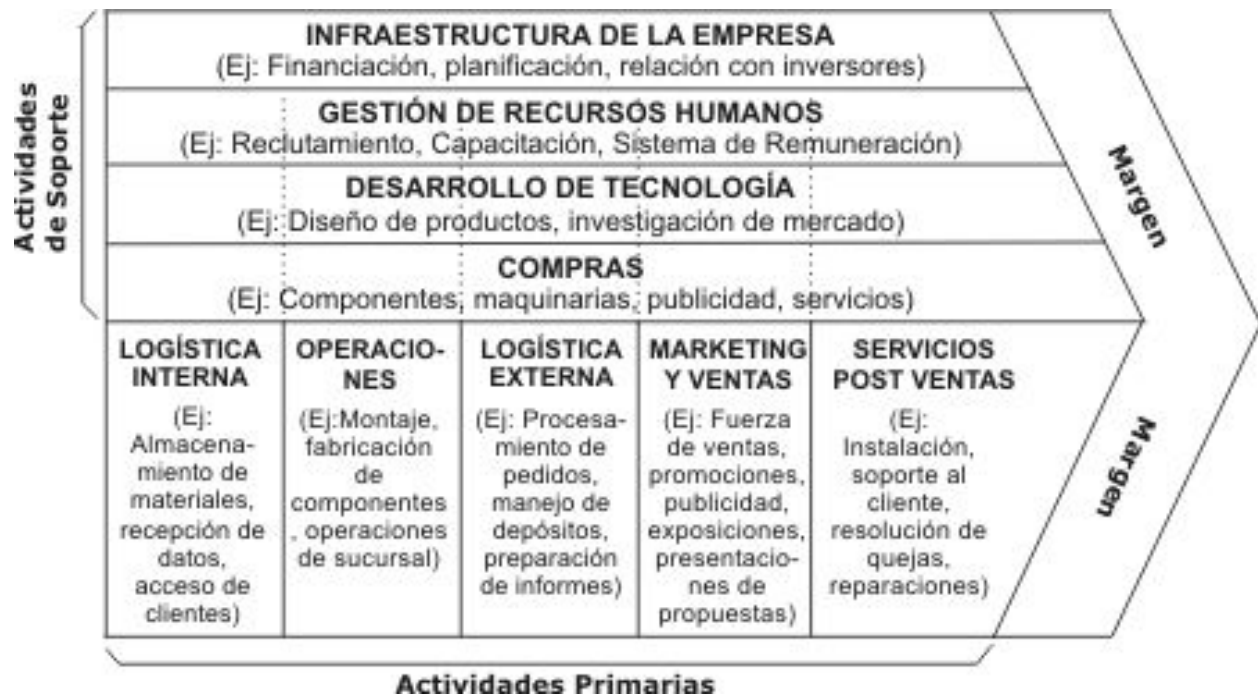 Actividades
de Soporte
INFRAESTRUCTURA DE LA EMPRESA
(Ej: Financiación, planificación, relación con inversores)
GESTIÓN DE RECURSOS HUMANOS
(Ej: Reclutamiento, Capacitación, Sistema de Remuneración)
DESARROLLO DE TECNOLOGÍA
(Ej: Diseño de productos, investigación de mercado)
COMPRAS
(Ej: Componentes, maquinarias, publicidad, servicios)
Margen
LOGÍSTICA
INTERNA
(Ej:
Almacena-
miento de
materiales,
recepción de
datos,
acceso de
clientes)
OPERACIO-
NES
(Ej:Montaje,
fabricación
de
componentes
, operaciones
de sucursal)
LOGÍSTICA
EXTERNA
(Ej: Procesa-
miento de
pedidos,
manejo de
depósitos,
preparación
de informes)
MARKETING
Y VENTAS
(Ej: Fuerza
de ventas,
promociones,
publicidad,
exposiciones,
presentacio-
nes de
propuestas)
SERVICIOS
POST VENTAS
(Ej:
Instalación,
soporte al
cliente,
resolución de
quejas,
reparaciones)
Margen
Actividades Primarias